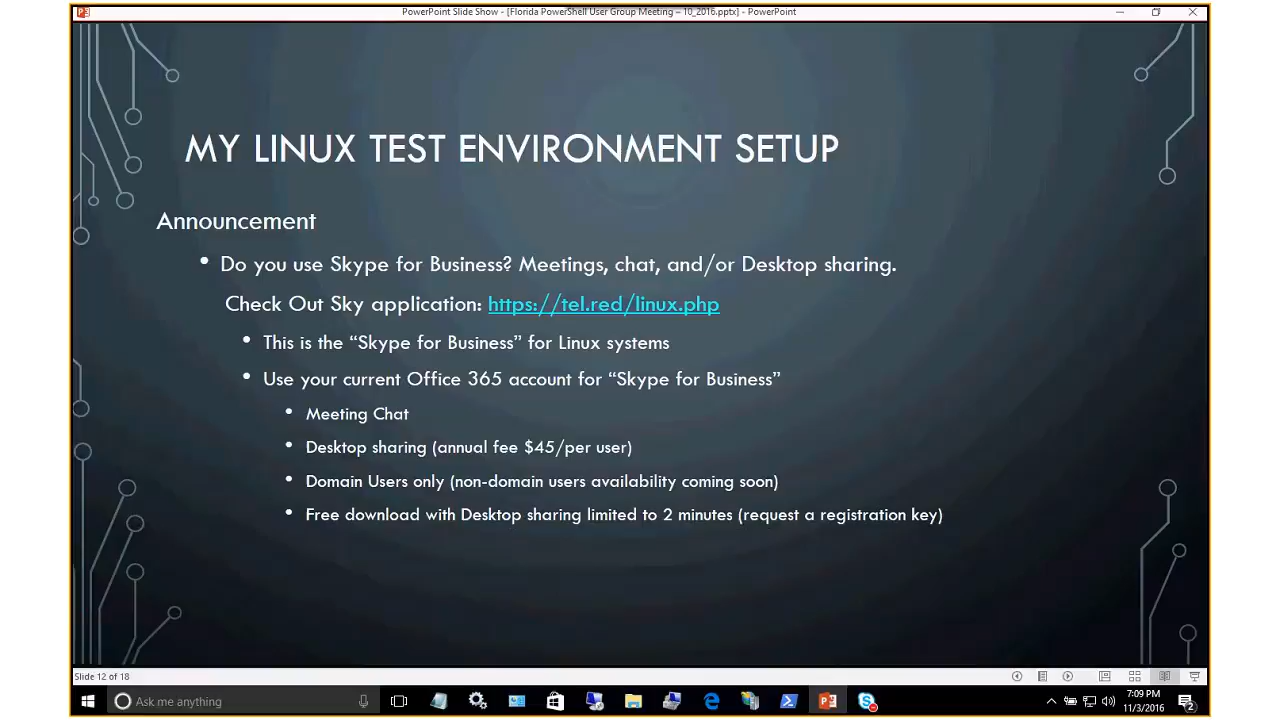 PowerPoint Slide Show - [Florida PowerShell User Group Meeting – 10_2016.pptx] - PowerPoint
MY LINUX TEST ENVIRONMENT SETUP
Announcement
• Do you use Skype for Business? Meetings, chat, and/or Desktop sharing.
Check Out Sky application: https://tel.red/linux.php
• This is the “Skype for Business” for Linux systems
• Use your current Office 365 account for “Skype for Business”
• Meeting Chat
• Desktop sharing (annual fee $45/per user)
• Domain Users only (non-domain users availability coming soon)
• Free download with Desktop sharing limited to 2 minutes (request a registration key)
Slide 12 of 18
Ask me anything
7:09 PM
11/3/2016
2